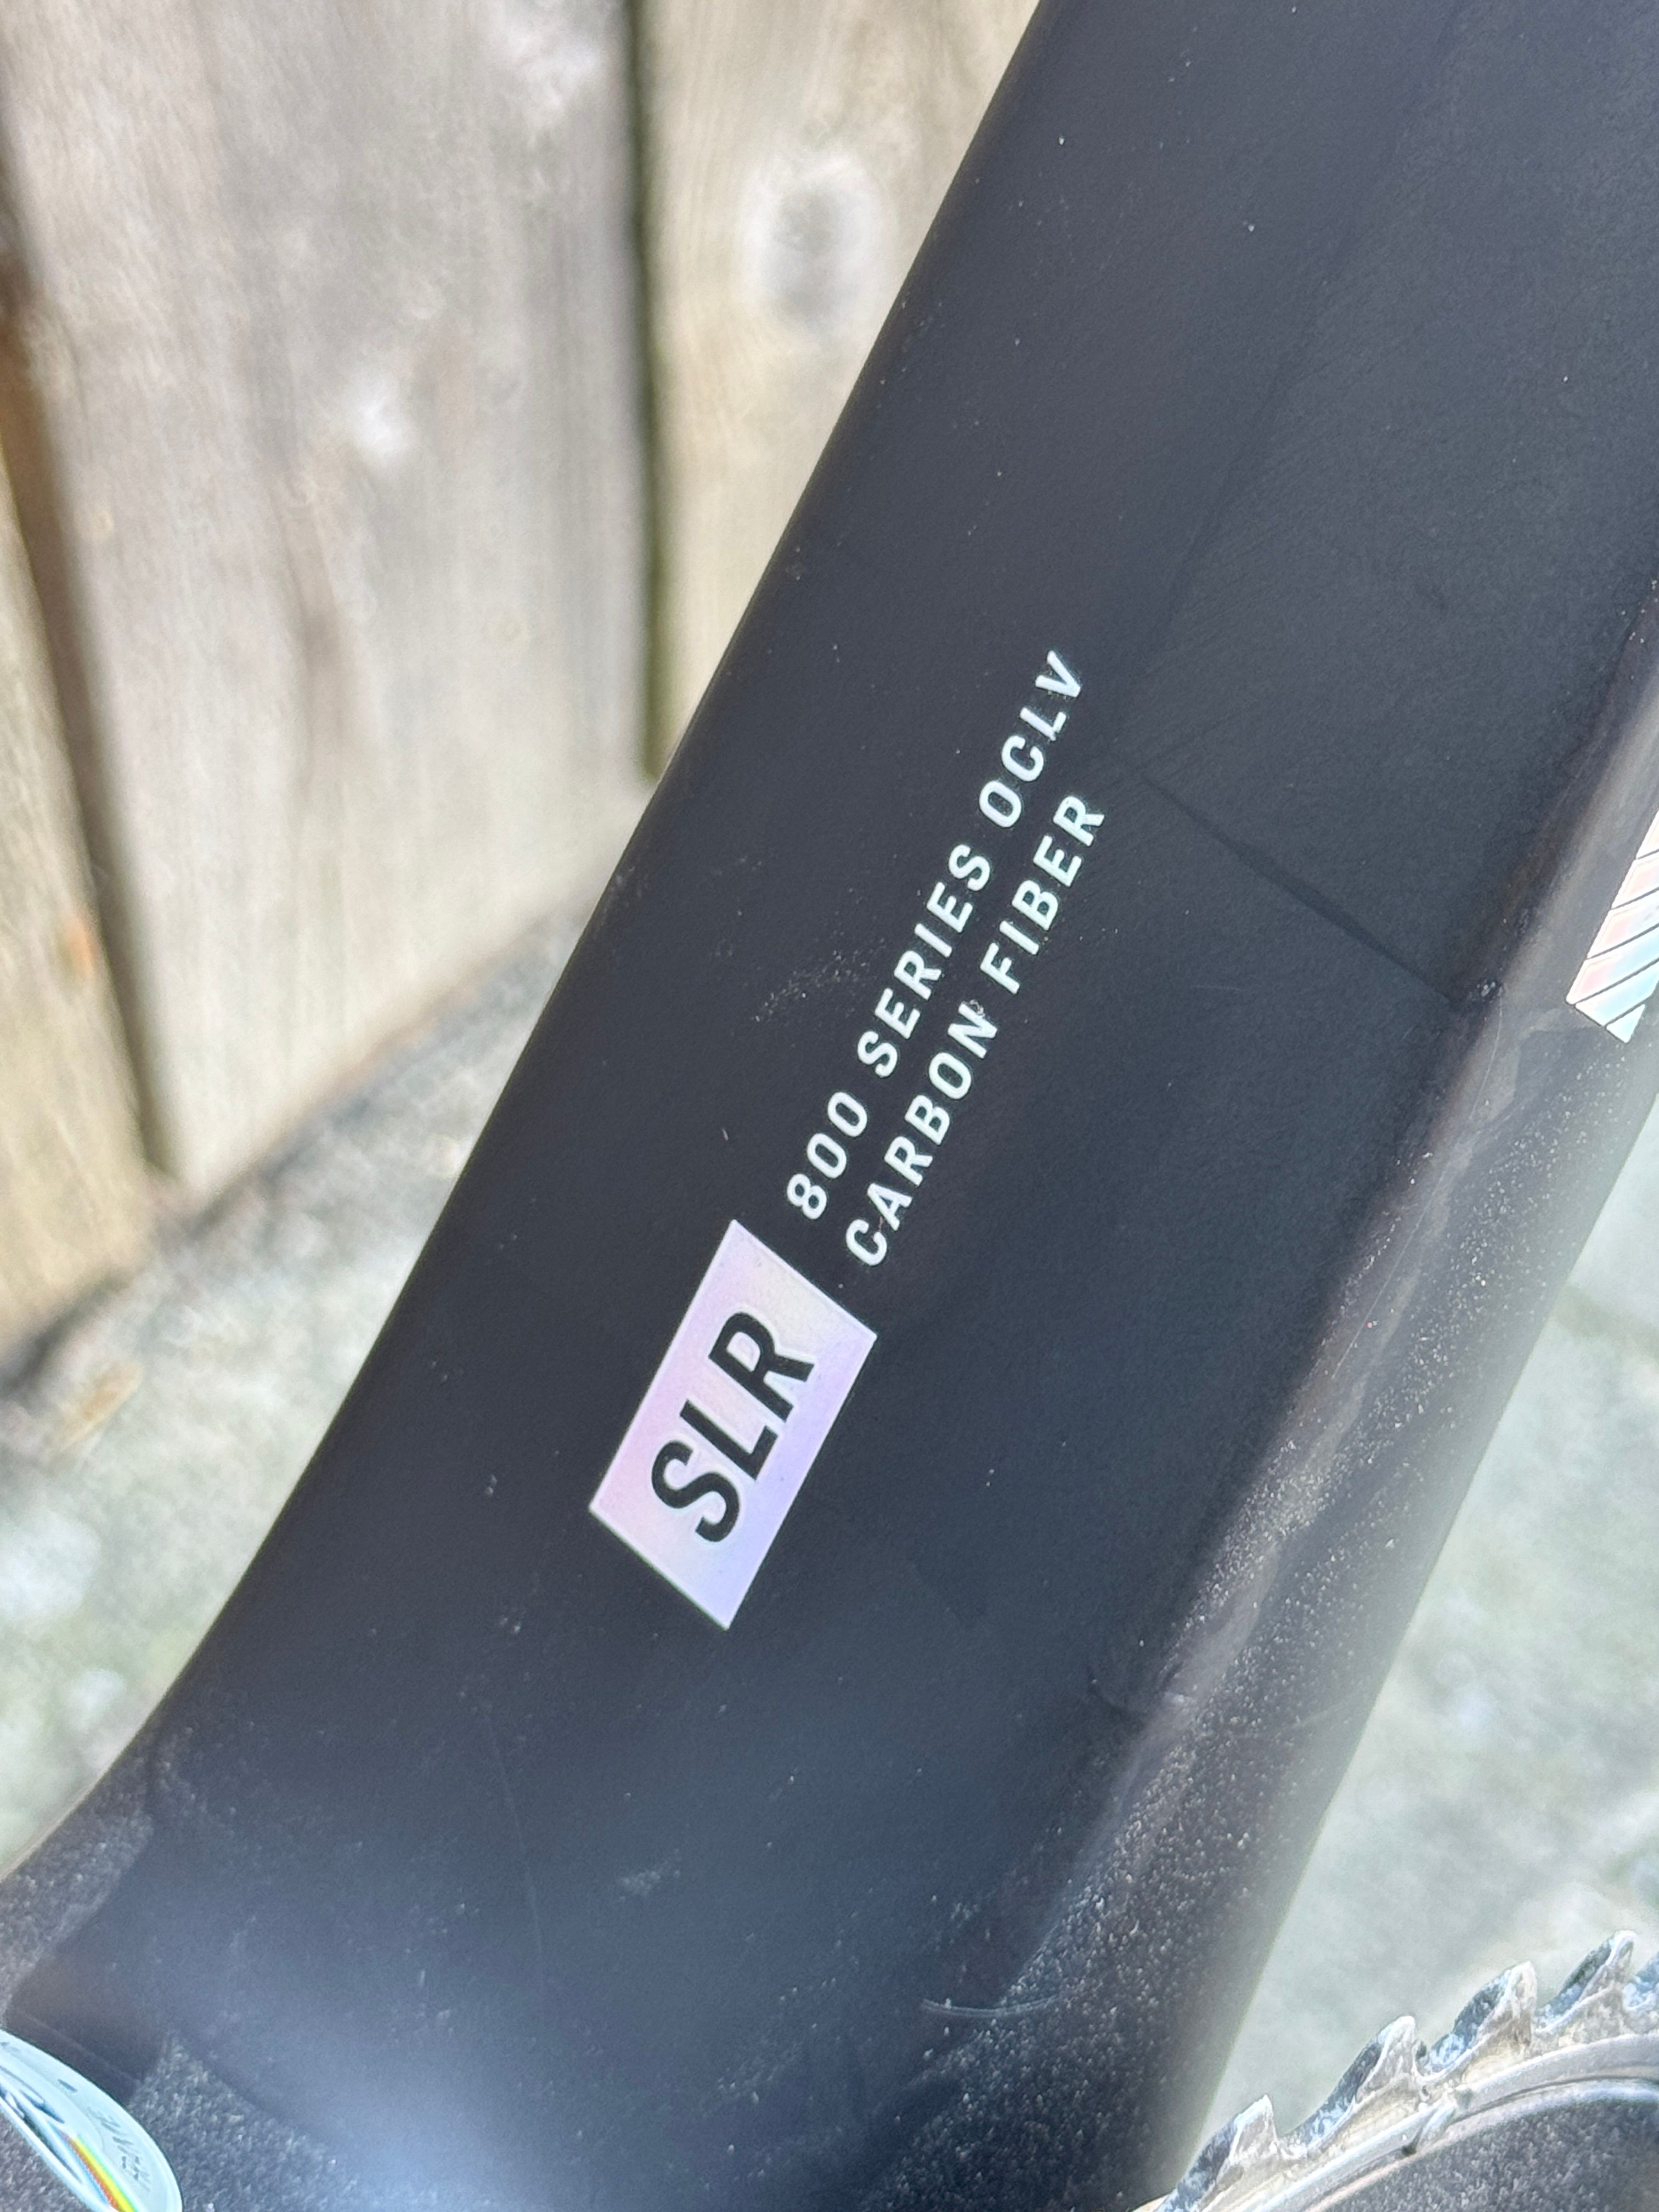 SLR
800 SERIES OCLV
CARBON FIBER